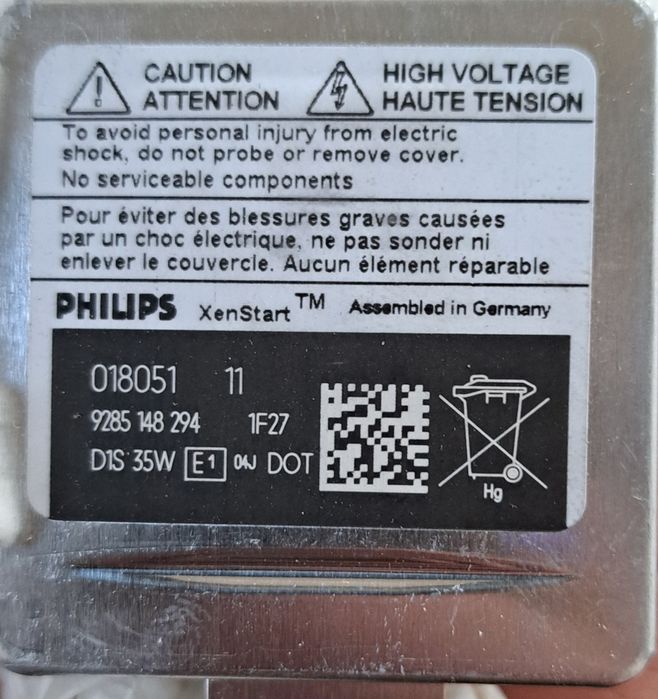 CAUTION
ATTENTION
HIGH VOLTAGE
HAUTE TENSION
To avoid personal injury from electric
shock, do not probe or remove cover.
No serviceable components
Pour éviter des blessures graves causées
par un choc électrique, ne pas sonder ni
enlever le couvercle. Aucun élément réparable
PHILIPS XenStart™ Assembled in Germany
018051 11
9285 148 294 1F27
D1S 35W E1 04J DOT
Hg